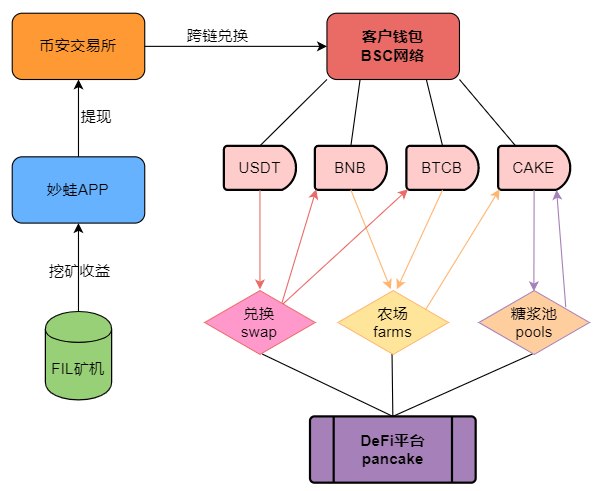 币安交易所
跨链兑换
客户钱包
BSC网络
提现
妙蛙APP
USDT
BNB
BTCB
CAKE
挖矿收益
FIL矿机
兑换
swap
农场
farms
糖浆池
pools
DeFi平台
pancake